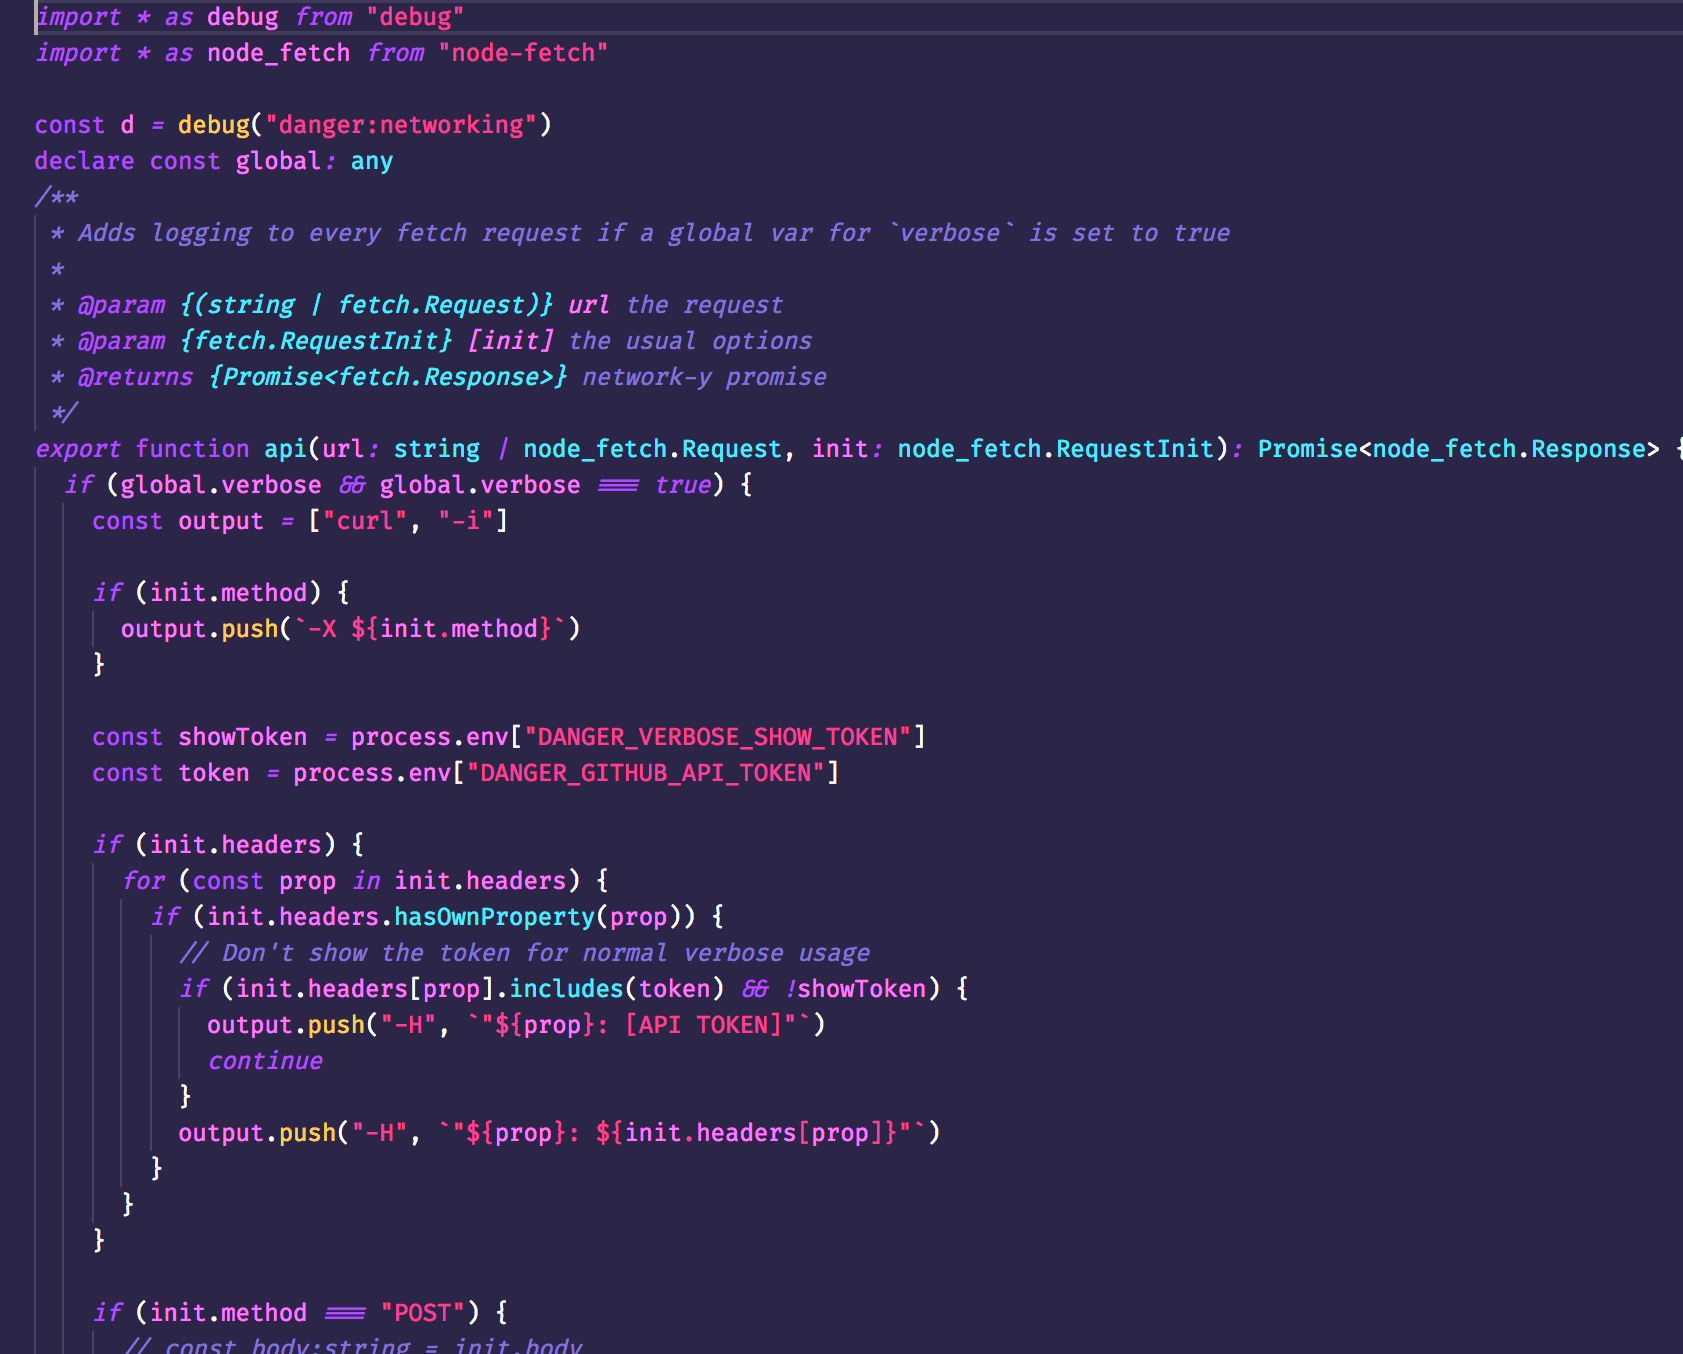 import * as debug from "debug"
import * as node_fetch from "node-fetch"

const d = debug("danger:networking")
declare const global: any
/**
 * Adds logging to every fetch request if a global var for `verbose` is set to true
 *
 * @param {(string | fetch.Request)} url the request
 * @param {fetch.RequestInit} [init] the usual options
 * @returns {Promise<fetch.Response>} network-y promise
 */
export function api(url: string | node_fetch.Request, init: node_fetch.RequestInit): Promise<node_fetch.Response> {
  if (global.verbose && global.verbose === true) {
    const output = ["curl", "-i"]

    if (init.method) {
      output.push(`-X ${init.method}`)
    }

    const showToken = process.env["DANGER_VERBOSE_SHOW_TOKEN"]
    const token = process.env["DANGER_GITHUB_API_TOKEN"]

    if (init.headers) {
      for (const prop in init.headers) {
        if (init.headers.hasOwnProperty(prop)) {
          // Don't show the token for normal verbose usage
          if (init.headers[prop].includes(token) && !showToken) {
            output.push("-H", `"${prop}: [API TOKEN]"`)
            continue
          }
          output.push("-H", `"${prop}: ${init.headers[prop]}"`)
        }
      }
    }

    if (init.method === "POST") {
      // const body:string = init.body